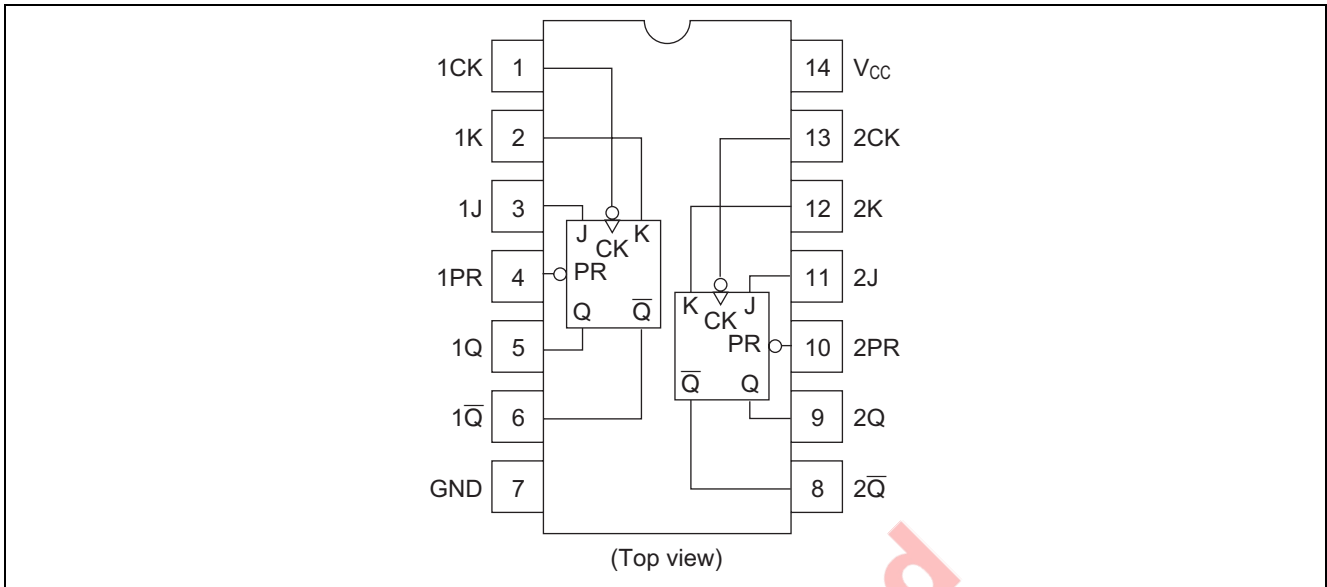 1CK 1 14 VCC
1K 2 13 2CK
1J 3 12 2K
J K
CK
1PR 4 PR 11 2J
K J
CK
Q Q̅ PR 10 2PR
1Q 5
Q̅ Q
1Q̅ 6 9 2Q
GND 7 8 2Q̅
(Top view)
d